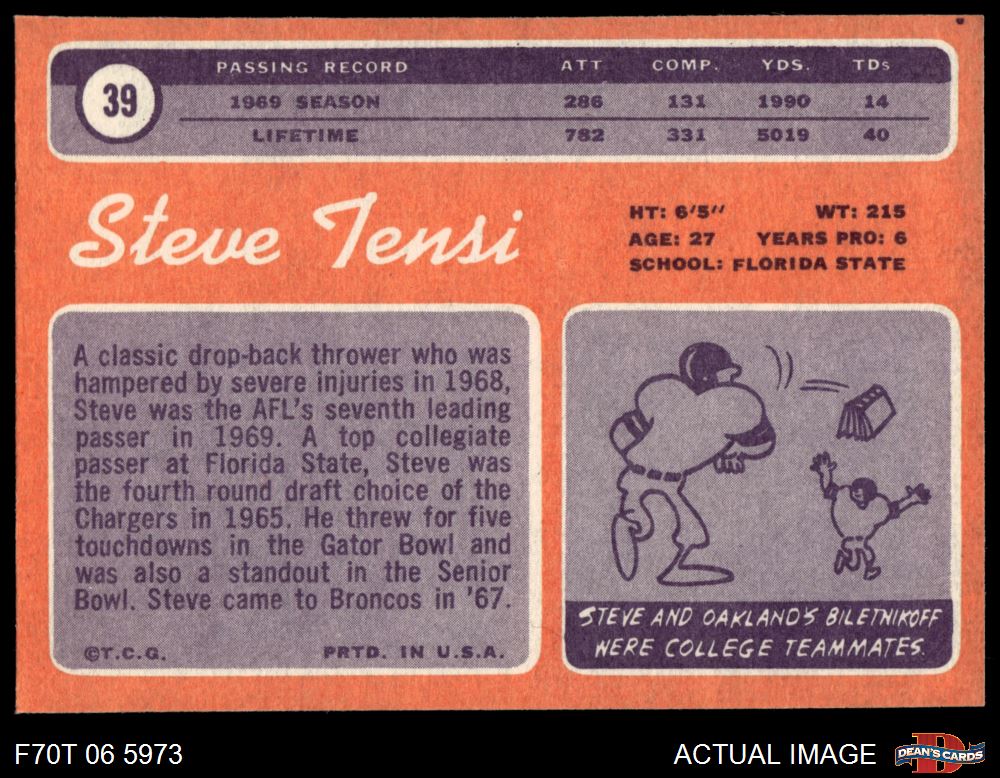 39
PASSING RECORD ATT. COMP. YDS. TDs
1969 SEASON 286 131 1990 14
LIFETIME 782 331 5019 40
Steve Tensi
HT: 6'5" WT: 215
AGE: 27 YEARS PRO: 6
SCHOOL: FLORIDA STATE
A classic drop-back thrower who was
hampered by severe injuries in 1968,
Steve was the AFL's seventh leading
passer in 1969. A top collegiate
passer at Florida State, Steve was
the fourth round draft choice of the
Chargers in 1965. He threw for five
touchdowns in the Gator Bowl and
was also a standout in the Senior
Bowl. Steve came to Broncos in '67.
©T.C.G. PRTD. IN U.S.A.
STEVE AND OAKLAND'S BILETNIKOFF
WERE COLLEGE TEAMMATES.
F70T 06 5973
ACTUAL IMAGE
DEAN'S CARDS